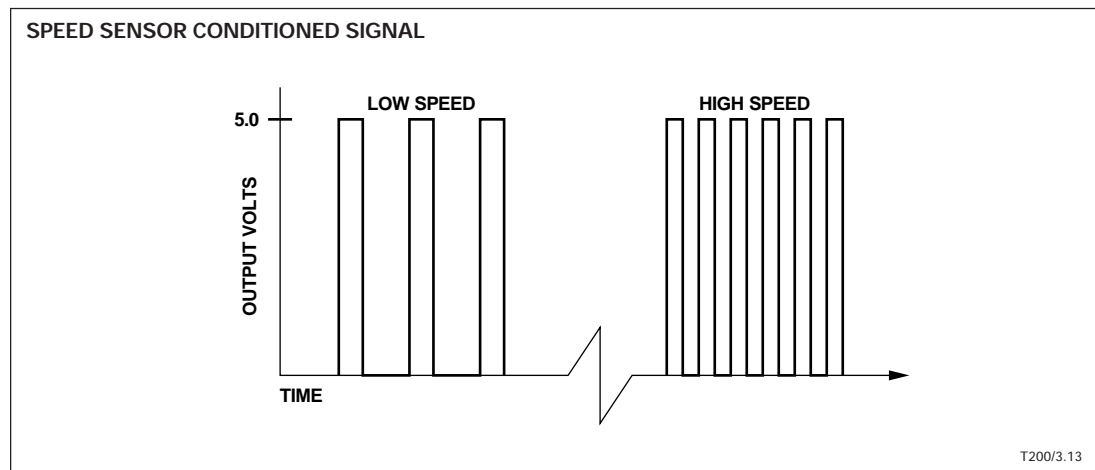 SPEED SENSOR CONDITIONED SIGNAL
LOW SPEED
HIGH SPEED
5.0
OUTPUT VOLTS
TIME
T200/3.13